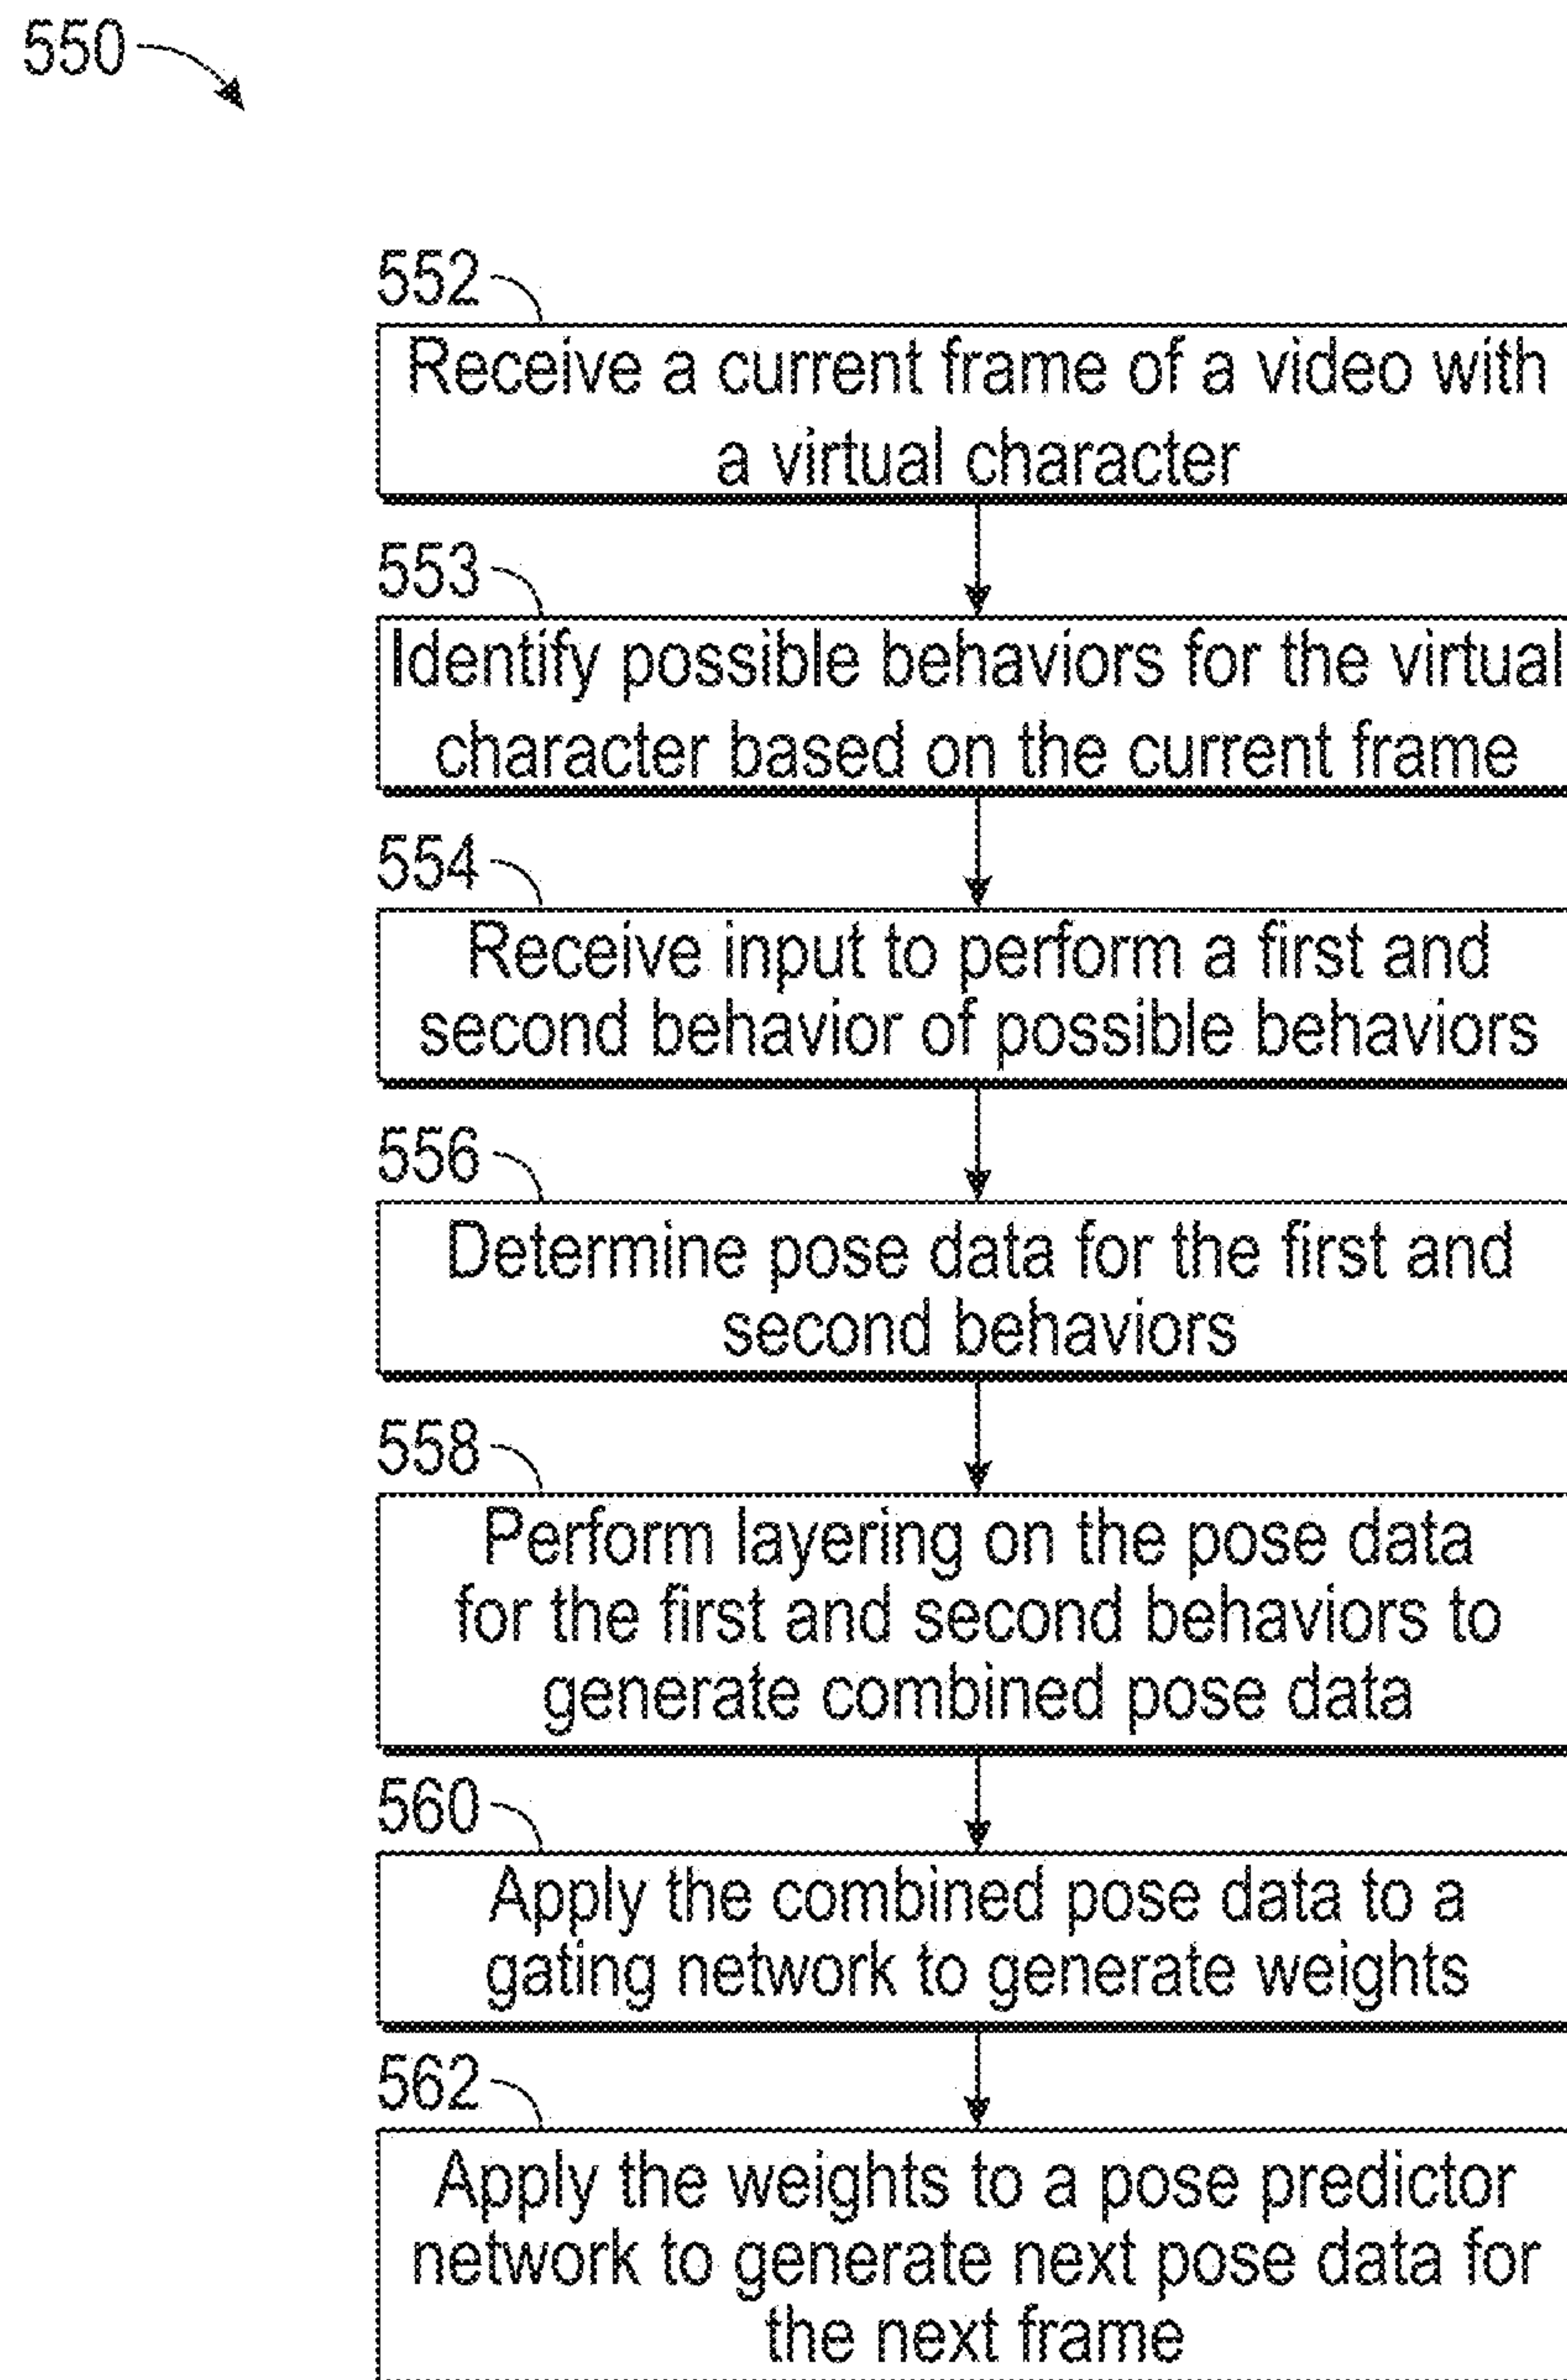 550
552
Receive a current frame of a video with
a virtual character
553
Identify possible behaviors for the virtual
character based on the current frame
554
Receive input to perform a first and
second behavior of possible behaviors
556
Determine pose data for the first and
second behaviors
558
Perform layering on the pose data
for the first and second behaviors to
generate combined pose data
560
Apply the combined pose data to a
gating network to generate weights
562
Apply the weights to a pose predictor
network to generate next pose data for
the next frame